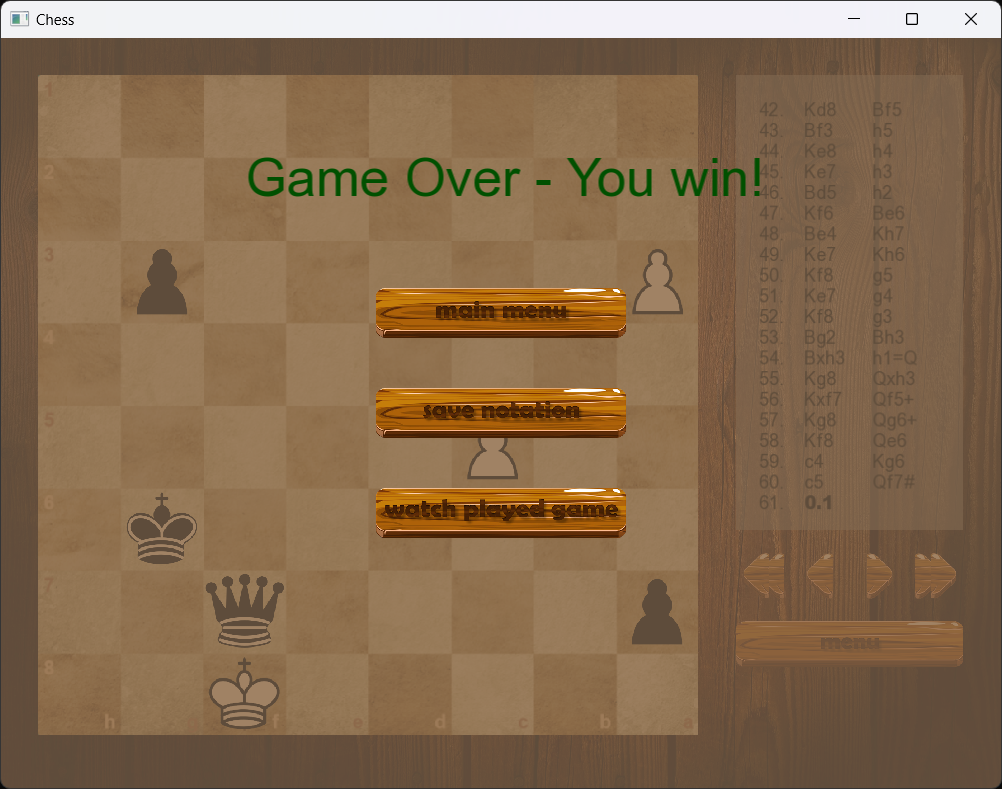 Chess
1
2
3
4
5
6
7
8
h f e d c b a
Game Over - You win!
main menu
save notation
watch played game
42. Kd8 Bf5
43. Bf3 h5
44. Ke8 h4
45. Ke7 h3
46. Bd5 h2
47. Kf6 Be6
48. Be4 Kh7
49. Ke7 Kh6
50. Kf8 g5
51. Ke7 g4
52. Kf8 g3
53. Bg2 Bh3
54. Bxh3 h1=Q
55. Kg8 Qxh3
56. Kxf7 Qf5+
57. Kg8 Qg6+
58. Kf8 Qe6
59. c4 Kg6
60. c5 Qf7#
61. 0.1
menu